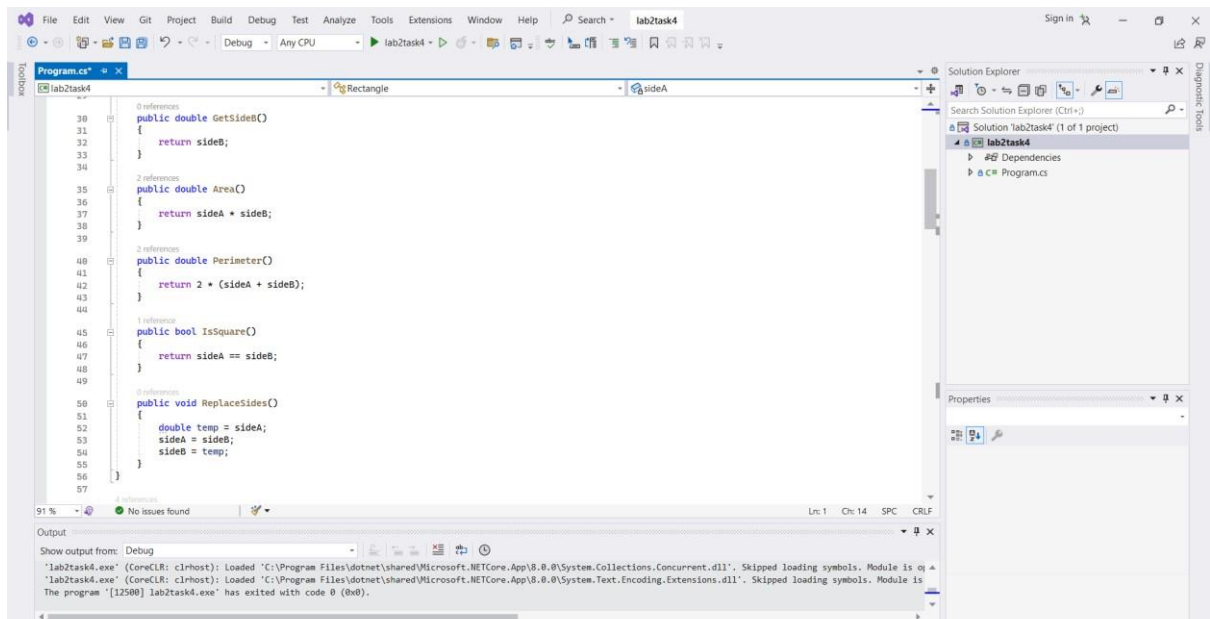 File Edit View Git Project Build Debug Test Analyze Tools Extensions Window Help Search lab2task4 Sign in
Debug Any CPU lab2task4
Toolbox
Program.cs*
lab2task4 Rectangle sideA
0 references
30 public double GetSideB()
31 {
32 return sideB;
33 }
34
2 references
35 public double Area()
36 {
37 return sideA * sideB;
38 }
39
2 references
40 public double Perimeter()
41 {
42 return 2 * (sideA + sideB);
43 }
44
1 reference
45 public bool IsSquare()
46 {
47 return sideA == sideB;
48 }
49
0 references
50 public void ReplaceSides()
51 {
52 double temp = sideA;
53 sideA = sideB;
54 sideB = temp;
55 }
56 }
57
4 references
91 % No issues found Ln: 1 Ch: 14 SPC CRLF
Output
Show output from: Debug
'lab2task4.exe' (CoreCLR: clrhost): Loaded 'C:\Program Files\dotnet\shared\Microsoft.NETCore.App\8.0.0\System.Collections.Concurrent.dll'. Skipped loading symbols. Module is
'lab2task4.exe' (CoreCLR: clrhost): Loaded 'C:\Program Files\dotnet\shared\Microsoft.NETCore.App\8.0.0\System.Text.Encoding.Extensions.dll'. Skipped loading symbols. Module is
The program '[12500] lab2task4.exe' has exited with code 0 (0x0).
Solution Explorer
Search Solution Explorer (Ctrl+;)
Solution 'lab2task4' (1 of 1 project)
lab2task4
Dependencies
C# Program.cs
Properties
Diagnostic Tools